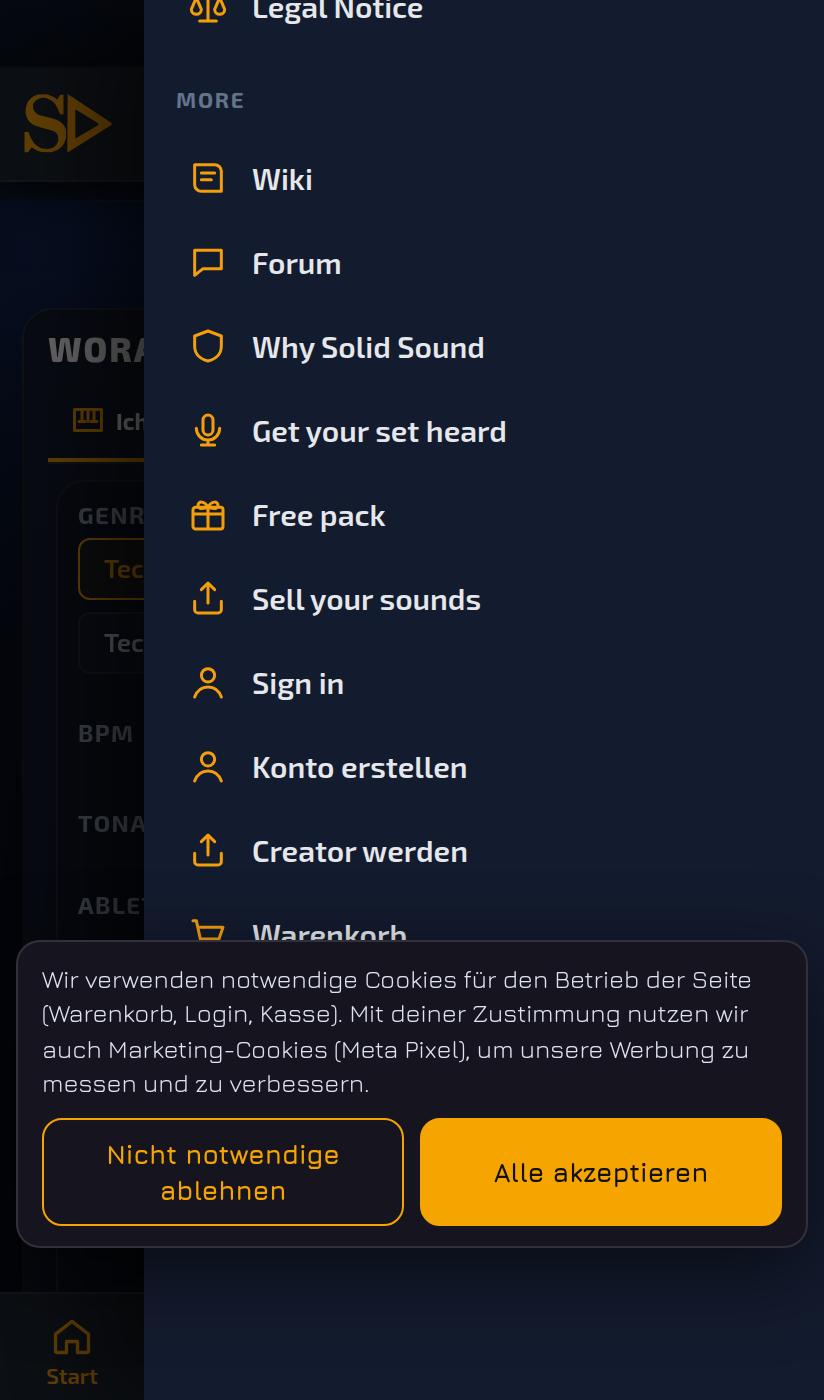 Legal Notice
MORE
Wiki
Forum
Why Solid Sound
Get your set heard
Free pack
Sell your sounds
Sign in
Konto erstellen
Creator werden
Warenkorb
Wir verwenden notwendige Cookies für den Betrieb der Seite
(Warenkorb, Login, Kasse). Mit deiner Zustimmung nutzen wir
auch Marketing-Cookies (Meta Pixel), um unsere Werbung zu
messen und zu verbessern.
Nicht notwendige
ablehnen
Alle akzeptieren
S
Ich
BPM
Start